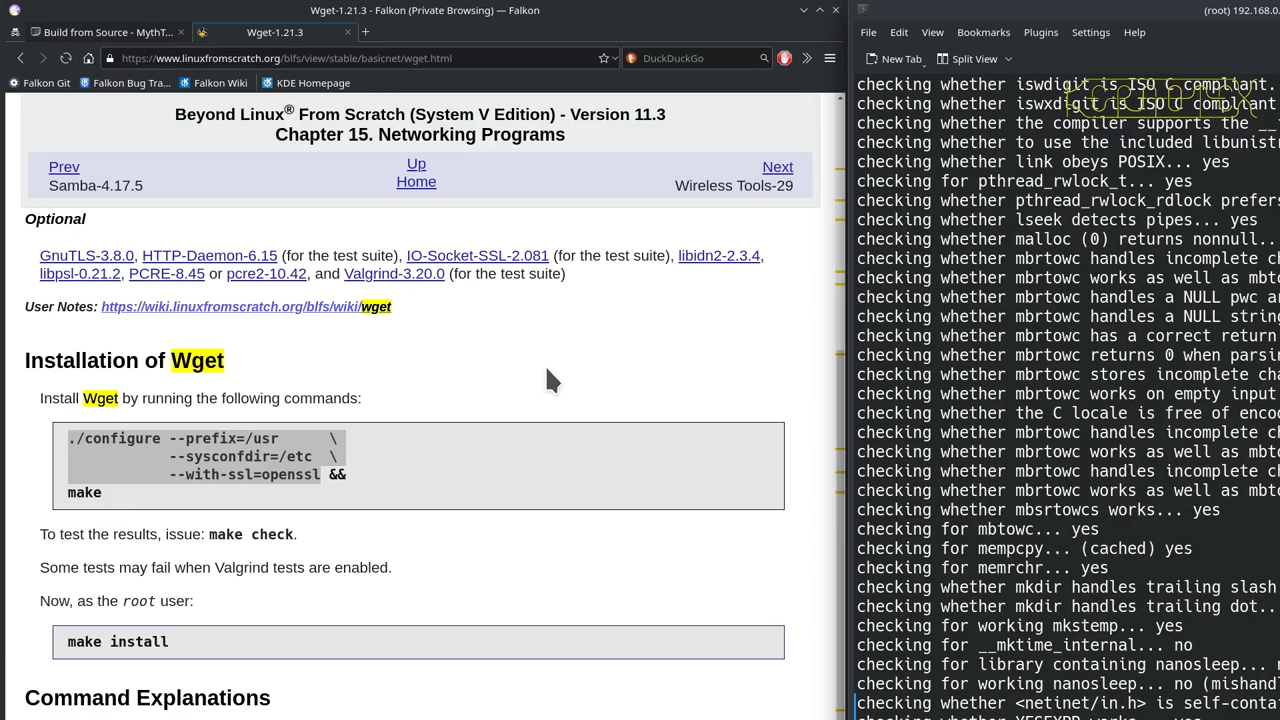 Wget-1.21.3 - Falkon (Private Browsing) — Falkon
Build from Source - MythT...
Wget-1.21.3
https://www.linuxfromscratch.org/blfs/view/stable/basicnet/wget.html
DuckDuckGo
Falkon Git
Falkon Bug Tra...
Falkon Wiki
KDE Homepage
Beyond Linux® From Scratch (System V Edition) - Version 11.3
Chapter 15. Networking Programs
Prev
Up
Next
Samba-4.17.5
Home
Wireless Tools-29
Optional
GnuTLS-3.8.0, HTTP-Daemon-6.15 (for the test suite), IO-Socket-SSL-2.081 (for the test suite), libidn2-2.3.4,
libpsl-0.21.2, PCRE-8.45 or pcre2-10.42, and Valgrind-3.20.0 (for the test suite)
User Notes: https://wiki.linuxfromscratch.org/blfs/wiki/wget
Installation of Wget
Install Wget by running the following commands:
./configure --prefix=/usr \
--sysconfdir=/etc \
--with-ssl=openssl &&
make
To test the results, issue: make check.
Some tests may fail when Valgrind tests are enabled.
Now, as the root user:
make install
Command Explanations
(root) 192.168.0.
File Edit View Bookmarks Plugins Settings Help
New Tab
Split View
checking whether iswdigit is ISO C compliant.
checking whether iswxdigit is ISO C compliant
checking whether the compiler supports the __
checking whether to use the included libunist
checking whether link obeys POSIX... yes
checking for pthread_rwlock_t... yes
checking whether pthread_rwlock_rdlock prefer
checking whether lseek detects pipes... yes
checking whether malloc (0) returns nonnull..
checking whether mbrtowc handles incomplete c
checking whether mbrtowc works as well as mbt
checking whether mbrtowc handles a NULL pwc a
checking whether mbrtowc handles a NULL strin
checking whether mbrtowc has a correct return
checking whether mbrtowc returns 0 when parsi
checking whether mbrtowc stores incomplete ch
checking whether mbrtowc works on empty input
checking whether the C locale is free of enco
checking whether mbrtowc handles incomplete c
checking whether mbrtowc works as well as mbt
checking whether mbrtowc handles incomplete c
checking whether mbrtowc works as well as mbt
checking whether mbsrtowcs works... yes
checking for mbtowc... yes
checking for mempcpy... (cached) yes
checking for memrchr... yes
checking whether mkdir handles trailing slash
checking whether mkdir handles trailing dot..
checking for working mkstemp... yes
checking for __mktime_internal... no
checking for library containing nanosleep...
checking for working nanosleep... no (mishand
checking whether <netinet/in.h> is self-conta